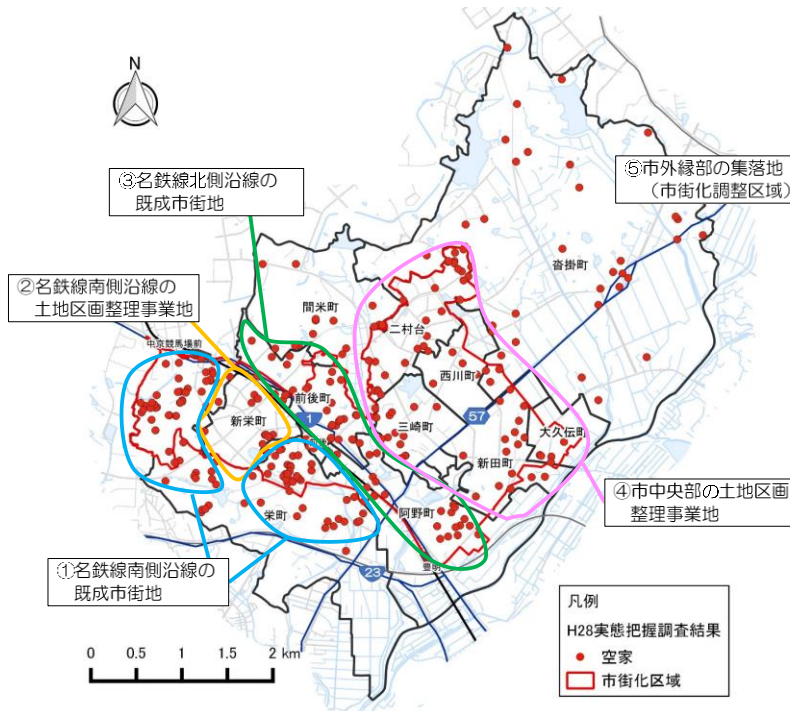 N
③名鉄線北側沿線の
既成市街地
⑤市外縁部の集落地
(市街化調整区域)
②名鉄線南側沿線の
土地区画整理事業地
沓掛町
間米町
二村台
中京競馬場前
西川町
前後町
新栄町
1
57
三崎町
大久伝町
新田町
④市中央部の土地区画
整理事業地
阿野町
栄町
豊明
①名鉄線南側沿線の
既成市街地
23
凡例
H28実態把握調査結果
空家
市街化区域
0 0.5 1 1.5 2 km